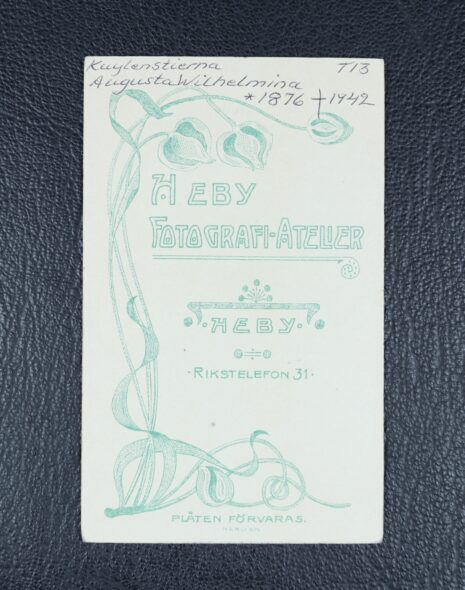 Kuylenstierna T13
Augusta Wilhelmina
*1876 †1942
HEBY
FOTOGRAFI-ATELIER
·HEBY·
·RIKSTELEFON 31·
PLÅTEN FÖRVARAS.